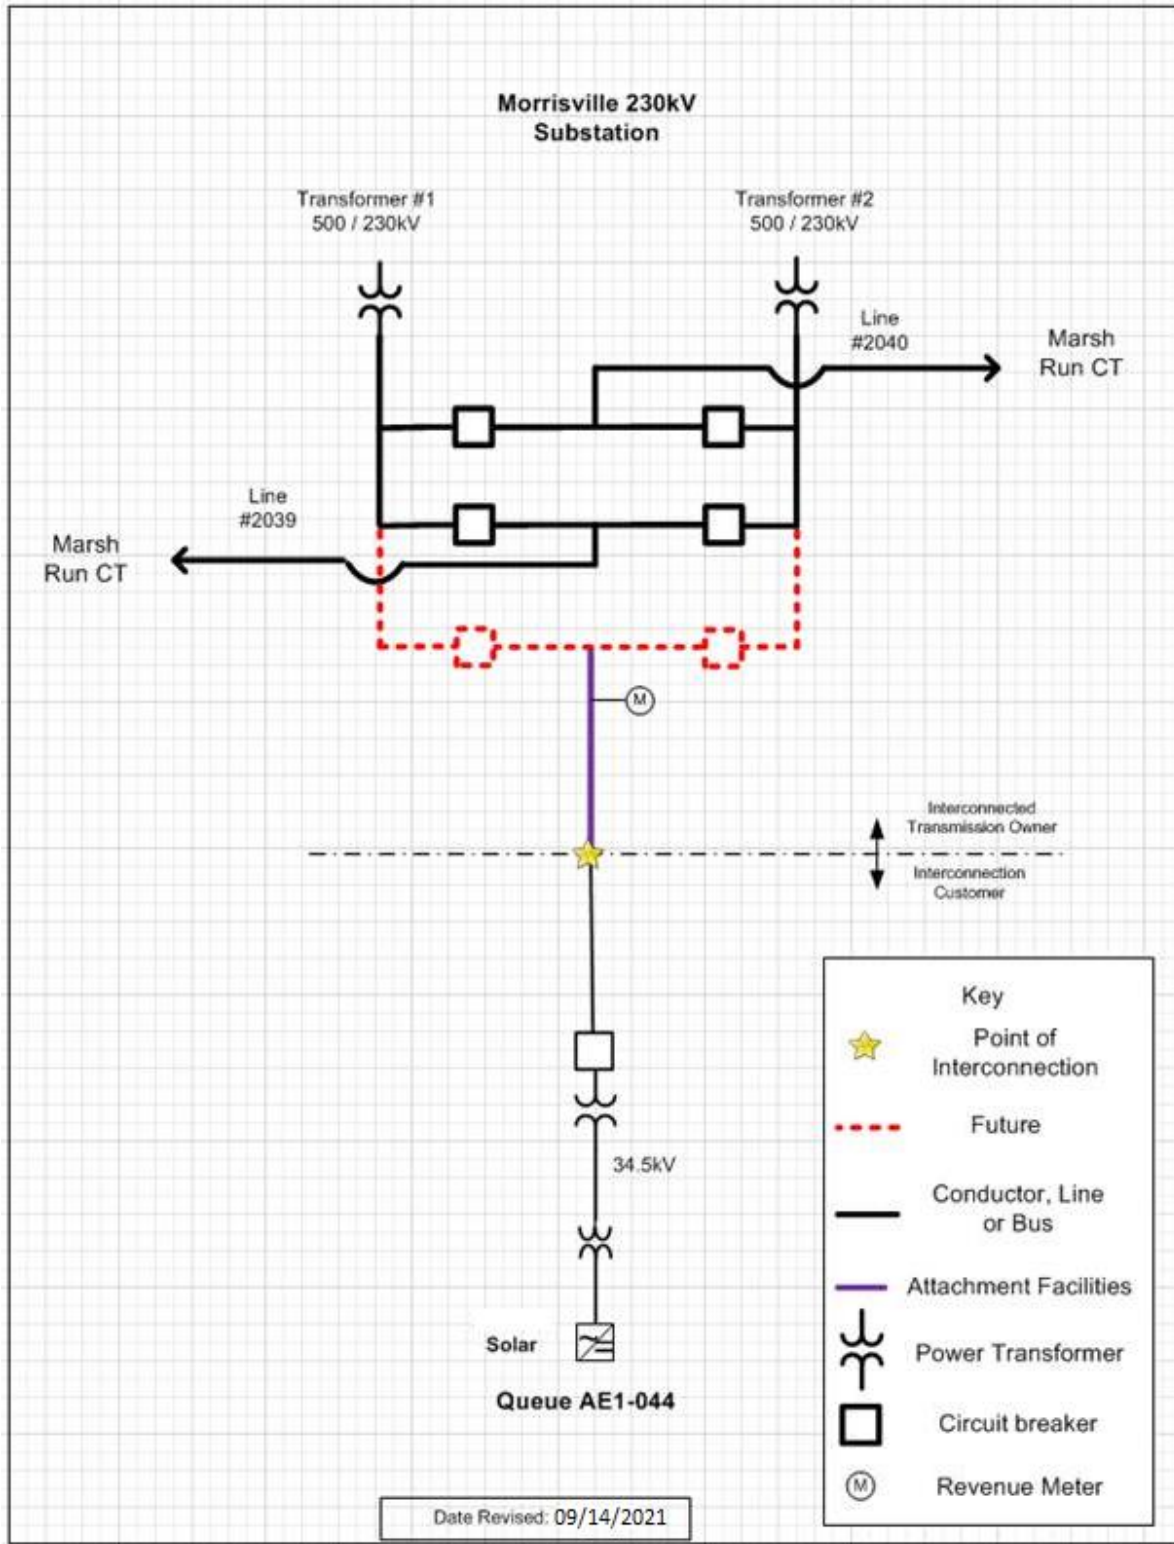 Morrisville 230kV
Substation
Transformer #1
500 / 230kV
Transformer #2
500 / 230kV
Line
#2040
Marsh
Run CT
Line
#2039
Marsh
Run CT
M
Interconnected
Transmission Owner
Interconnection
Customer
34.5kV
Solar
Queue AE1-044
Key
Point of
Interconnection
Future
Conductor, Line
or Bus
Attachment Facilities
Power Transformer
Circuit breaker
M
Revenue Meter
Date Revised: 09/14/2021